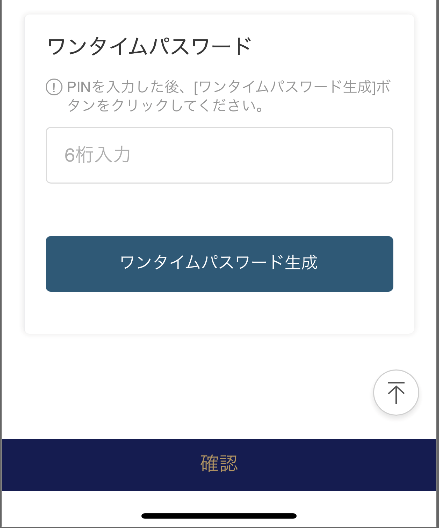 ワンタイムパスワード
PINを入力した後、[ワンタイムパスワード生成]ボ
タンをクリックしてください。
6桁入力
ワンタイムパスワード生成
確認